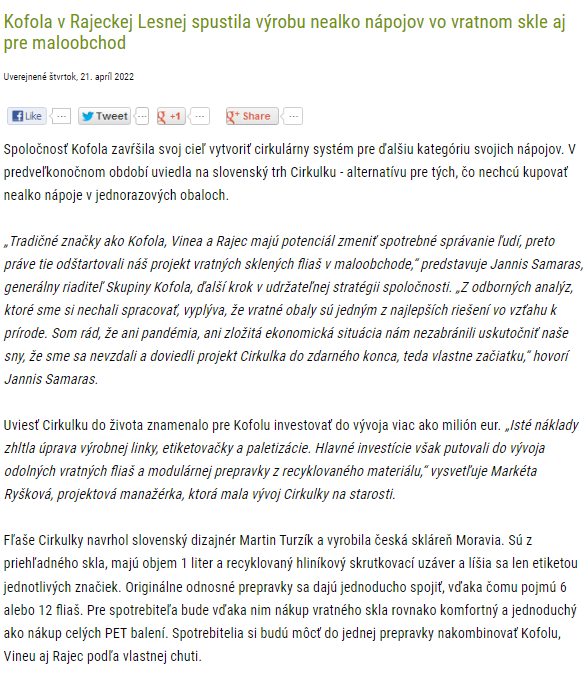 Kofola v Rajeckej Lesnej spustila výrobu nealko nápojov vo vratnom skle aj
pre maloobchod
Uverejnené štvrtok, 21. apríl 2022
Like ... Tweet ... +1 ... Share ...
Spoločnosť Kofola zavŕšila svoj cieľ vytvoriť cirkulárny systém pre ďalšiu kategóriu svojich nápojov. V
predveľkonočnom období uviedla na slovenský trh Cirkulku - alternatívu pre tých, čo nechcú kupovať
nealko nápoje v jednorazových obaloch.
„Tradičné značky ako Kofola, Vinea a Rajec majú potenciál zmeniť spotrebné správanie ľudí, preto
práve tie odštartovali náš projekt vratných sklených fliaš v maloobchode,“ predstavuje Jannis Samaras,
generálny riaditeľ Skupiny Kofola, ďalší krok v udržateľnej stratégii spoločnosti. „Z odborných analýz,
ktoré sme si nechali spracovať, vyplýva, že vratné obaly sú jedným z najlepších riešení vo vzťahu k
prírode. Som rád, že ani pandémia, ani zložitá ekonomická situácia nám nezabránili uskutočniť naše
sny, že sme sa nevzdali a doviedli projekt Cirkulka do zdarného konca, teda vlastne začiatku,“ hovorí
Jannis Samaras.
Uviesť Cirkulku do života znamenalo pre Kofolu investovať do vývoja viac ako milión eur. „Isté náklady
zhltla úprava výrobnej linky, etiketovačky a paletizácie. Hlavné investície však putovali do vývoja
odolných vratných fliaš a modulárnej prepravky z recyklovaného materiálu,“ vysvetľuje Markéta
Ryšková, projektová manažérka, ktorá mala vývoj Cirkulky na starosti.
Fľaše Cirkulky navrhol slovenský dizajnér Martin Turzík a vyrobila česká skláreň Moravia. Sú z
priehľadného skla, majú objem 1 liter a recyklovaný hliníkový skrutkovací uzáver a líšia sa len etiketou
jednotlivých značiek. Originálne odnosné prepravky sa dajú jednoducho spojiť, vďaka čomu pojmú 6
alebo 12 fliaš. Pre spotrebiteľa bude vďaka nim nákup vratného skla rovnako komfortný a jednoduchý
ako nákup celých PET balení. Spotrebitelia si budú môcť do jednej prepravky nakombinovať Kofolu,
Vineu aj Rajec podľa vlastnej chuti.